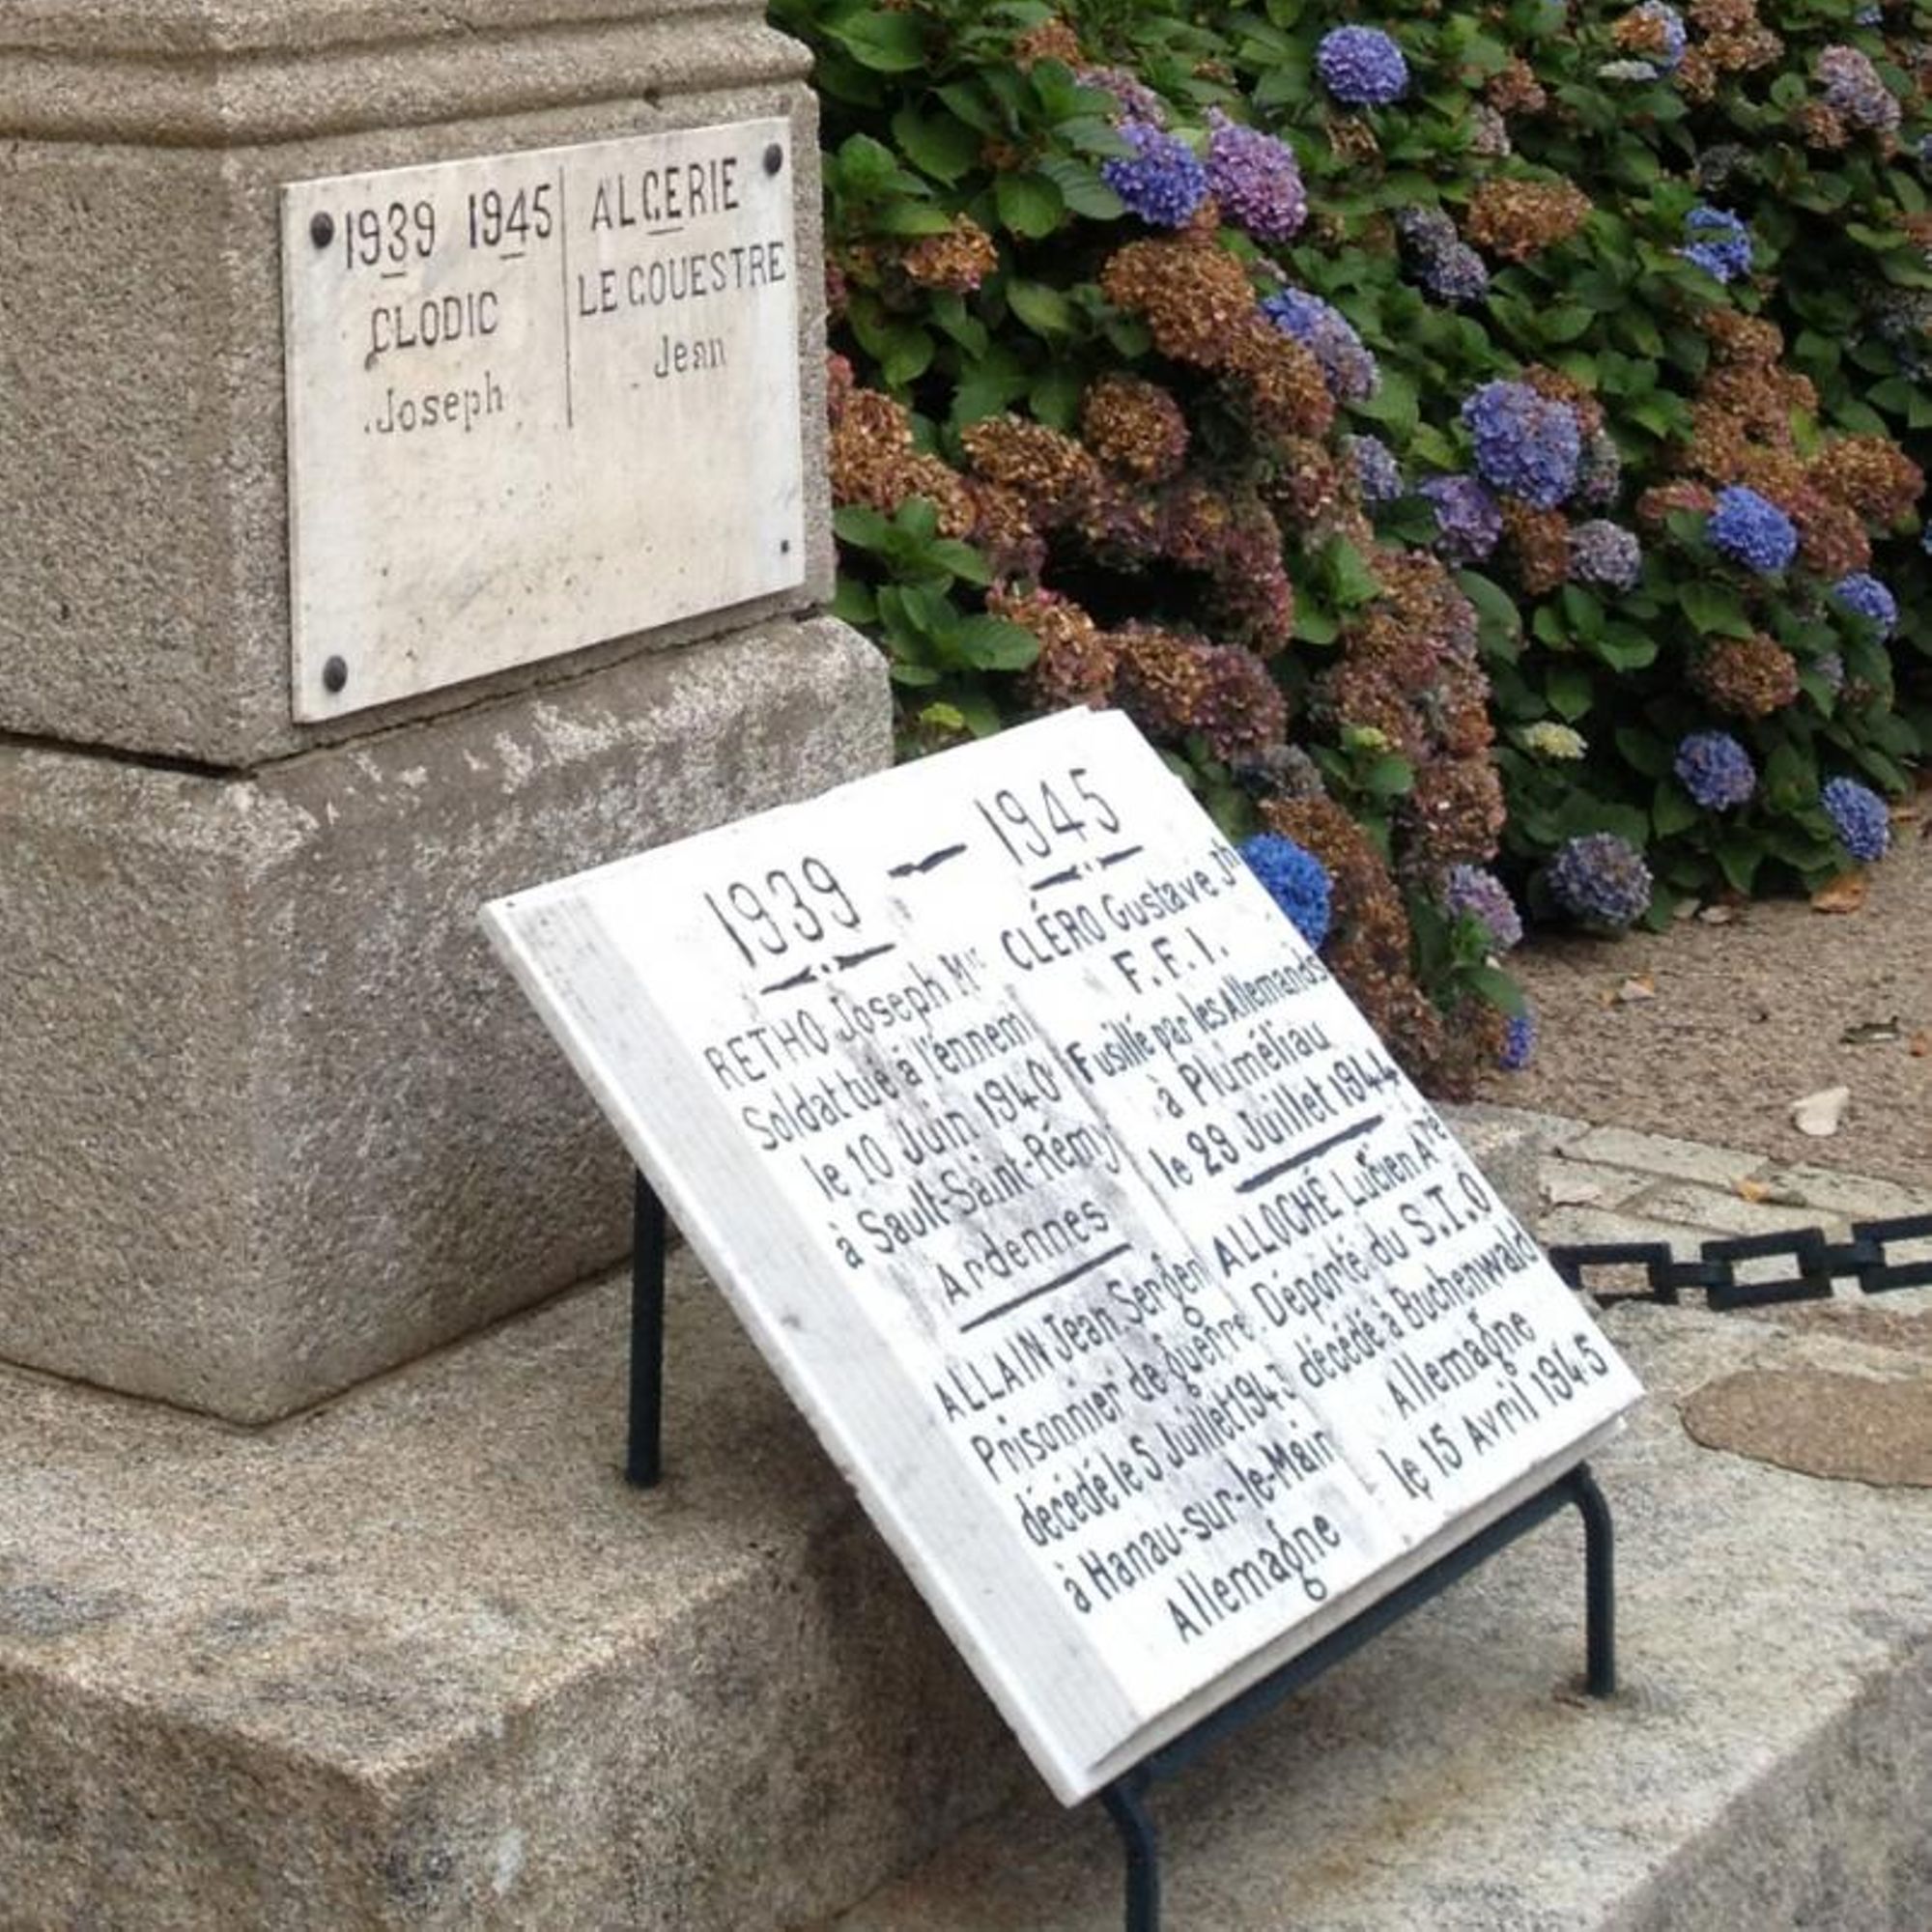 1939 1945
CLODIC
Joseph
ALGERIE
LE GOUESTRE
Jean
1939 — 1945
RETHO Joseph Mie
Soldat tué à l'énnemi
le 10 Juin 1940
à Sault-Saint-Rémy
Ardennes
ALLAIN Jean Sergent
Prisonnier de guerre
décédé le 5 Juillet 1943
à Hanau-sur-le-Main
Allemagne
CLÉRO Gustave Jh
F.F.I.
Fusillé par les Allemands
à Pluméliau
le 29 Juillet 1944
ALLOCHÉ Lucien Are
Déporté du S.T.O
décédé à Buchenwald
Allemagne
le 15 Avril 1945